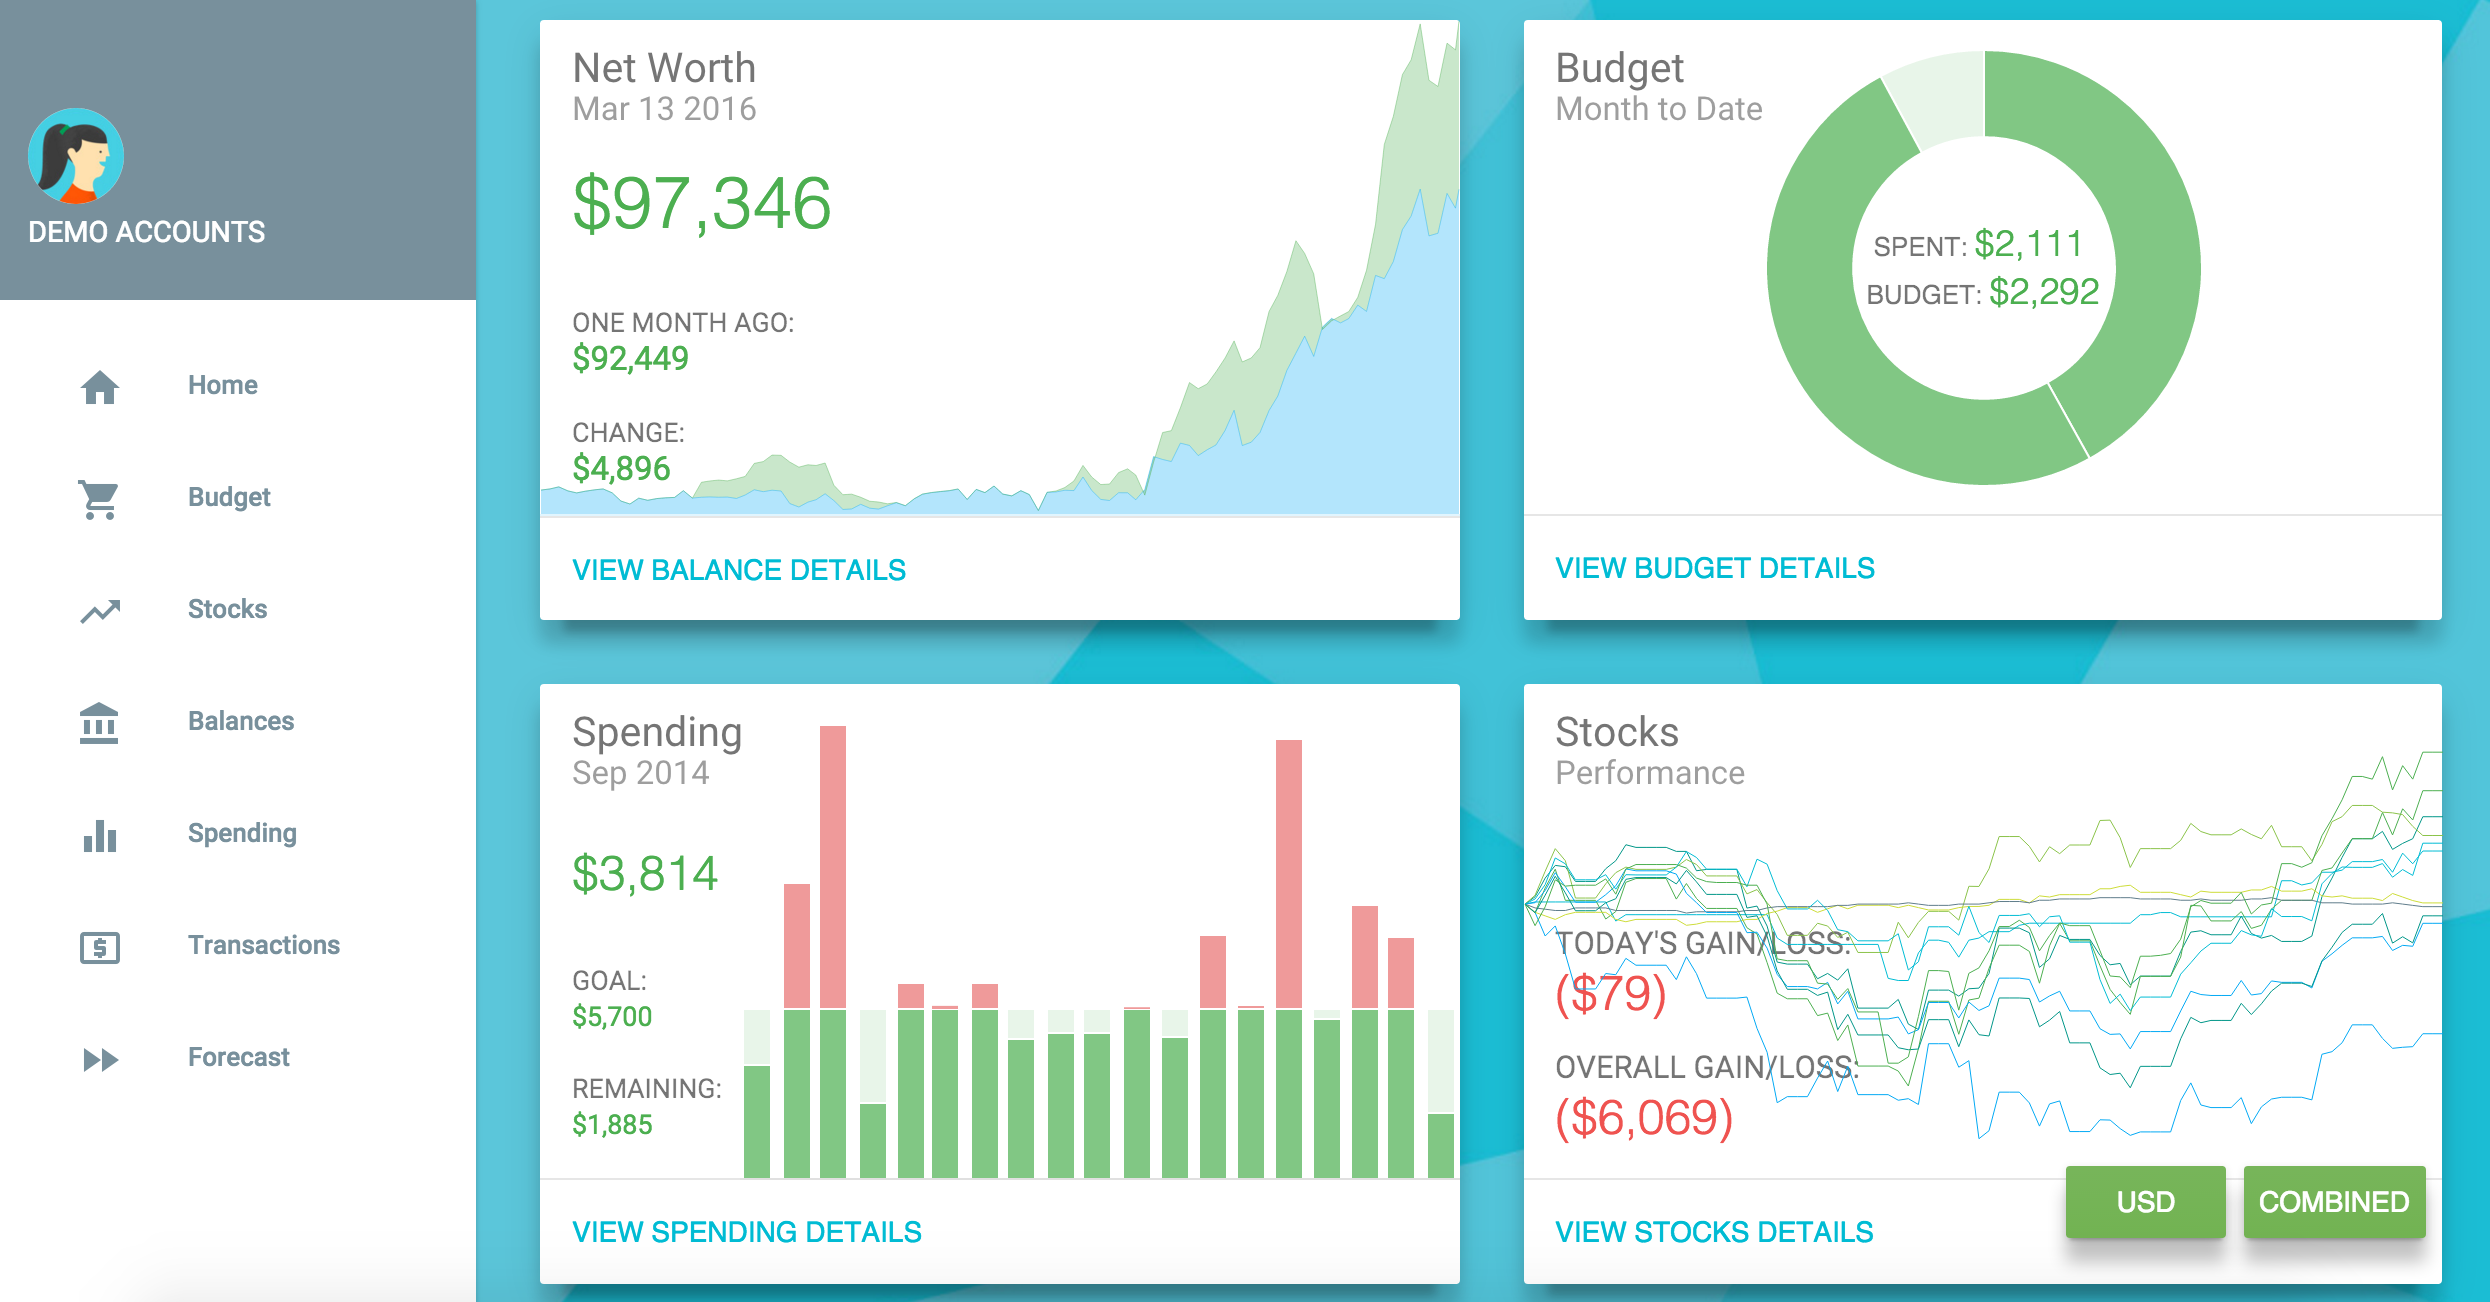 DEMO ACCOUNTS
Home
Budget
Stocks
Balances
Spending
Transactions
Forecast
Net Worth
Mar 13 2016
$97,346
ONE MONTH AGO:
$92,449
CHANGE:
$4,896
VIEW BALANCE DETAILS
Budget
Month to Date
SPENT: $2,111
BUDGET: $2,292
VIEW BUDGET DETAILS
Spending
Sep 2014
$3,814
GOAL:
$5,700
REMAINING:
$1,885
VIEW SPENDING DETAILS
Stocks
Performance
TODAY'S GAIN/LOSS:
($79)
OVERALL GAIN/LOSS:
($6,069)
VIEW STOCKS DETAILS
USD
COMBINED